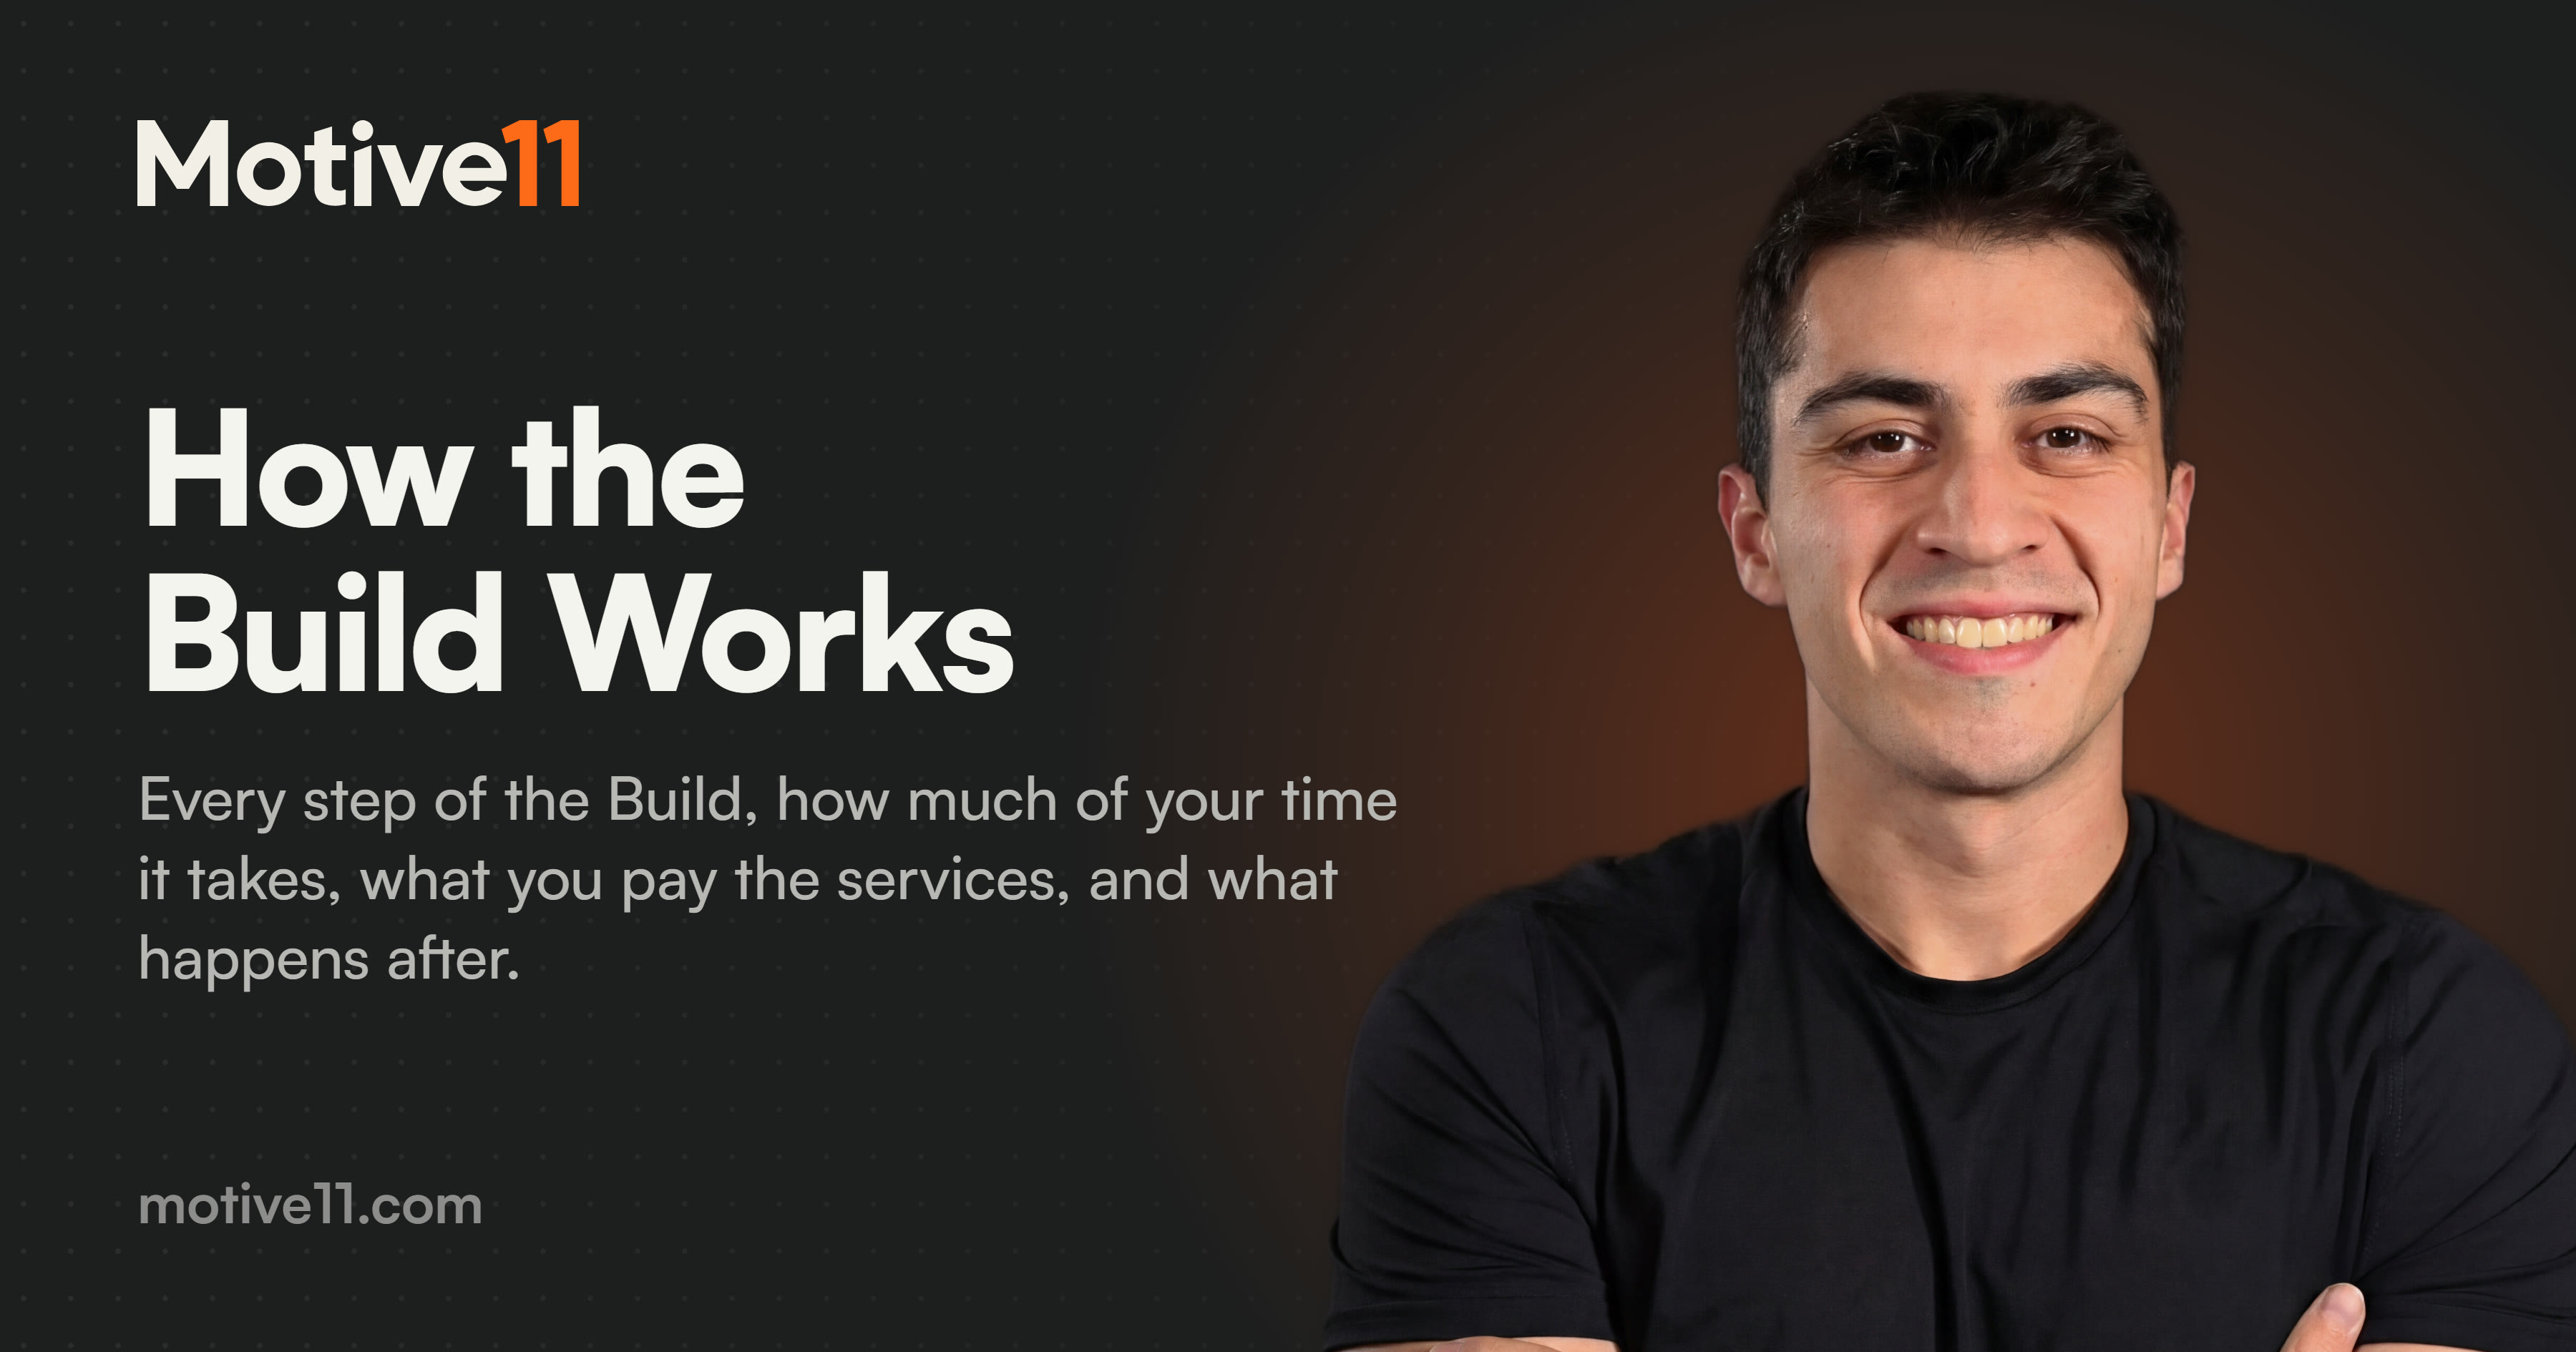 Motive11
How the
Build Works
Every step of the Build, how much of your time
it takes, what you pay the services, and what
happens after.
motive11.com